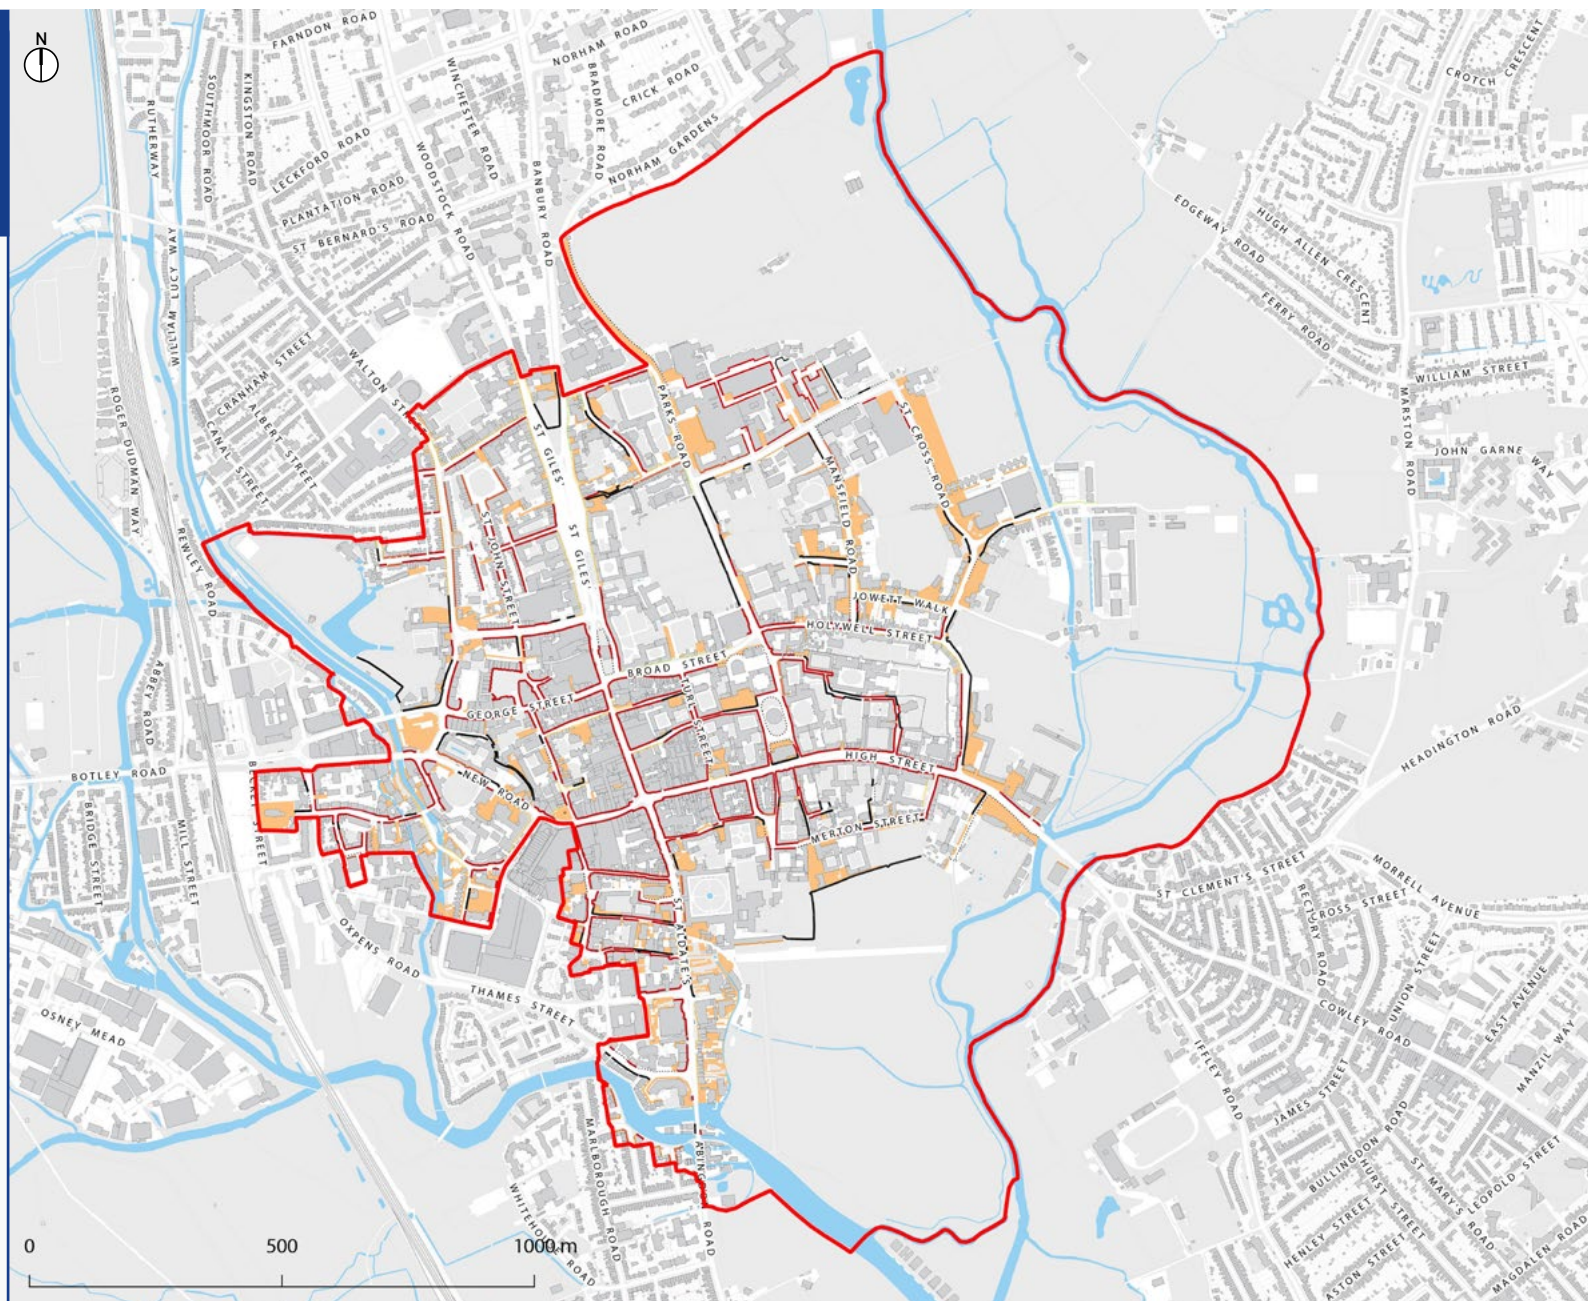 N
FARNDON ROAD
NORHAM ROAD
CROTCH CRESCENT
WINCHESTER ROAD
BRADMORE ROAD
CRICK ROAD
KINGSTON ROAD
SOUTHMOOR ROAD
RUTHERWAY
LECKFORD ROAD
WOODSTOCK ROAD
BANBURY ROAD
NORHAM GARDENS
PLANTATION ROAD
ST BERNARD'S ROAD
EDGEWAY ROAD
HUGH ALLEN CRESCENT
FERRY ROAD
WILLIAM LUCY WAY
WALTON STREET
CRANHAM STREET
ALBERT STREET
CANAL STREET
ROGER DUDMAN WAY
WILLIAM STREET
MARSTON ROAD
PARKS ROAD
ST CROSS ROAD
ST GILES'
MANSFIELD ROAD
JOHN GARNE WAY
REWLEY ROAD
ST JOHN STREET
ST GILES'
JOWETT WALK
HOLYWELL STREET
ABBEY ROAD
BROAD STREET
TURL STREET
GEORGE STREET
HIGH STREET
HEADINGTON ROAD
BOTLEY ROAD
NEW ROAD
BECKET STREET
BRIDGE STREET
MILL STREET
MERTON STREET
ST CLEMENT'S STREET
MORRELL AVENUE
CROSS STREET
RECTORY ROAD
UNION STREET
EAST AVENUE
OXPENS ROAD
ST ALDATE'S
THAMES STREET
OSNEY MEAD
COWLEY ROAD
MANZIL WAY
IFFLEY ROAD
JAMES STREET
BULLINGDON ROAD
HURST STREET
ST MARY'S ROAD
LEOPOLD STREET
MARLBOROUGH ROAD
ABINGDON ROAD
HENLEY STREET
ASTON STREET
MAGDALEN ROAD
0 500 1000 m